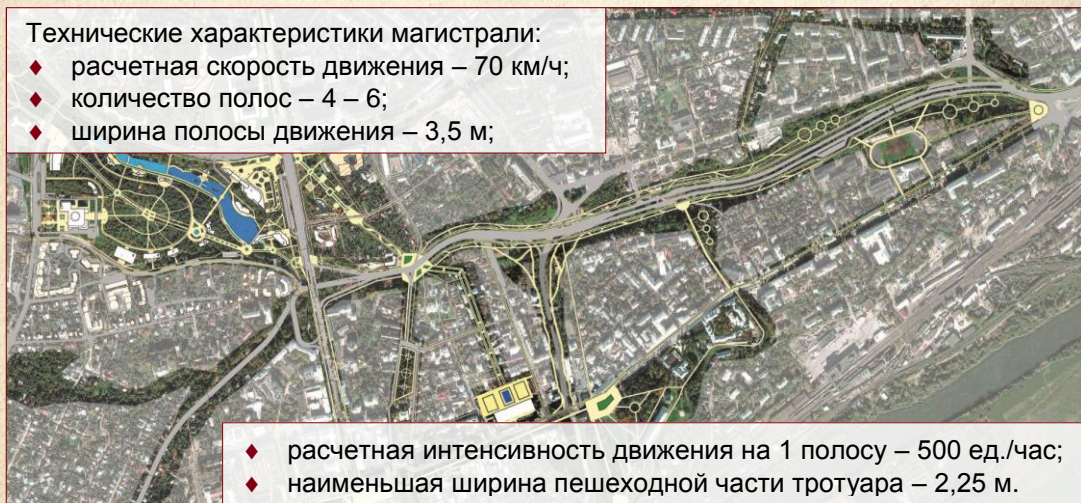 Технические характеристики магистрали:
♦ расчетная скорость движения – 70 км/ч;
♦ количество полос – 4 – 6;
♦ ширина полосы движения – 3,5 м;
♦ расчетная интенсивность движения на 1 полосу – 500 ед./час;
♦ наименьшая ширина пешеходной части тротуара – 2,25 м.